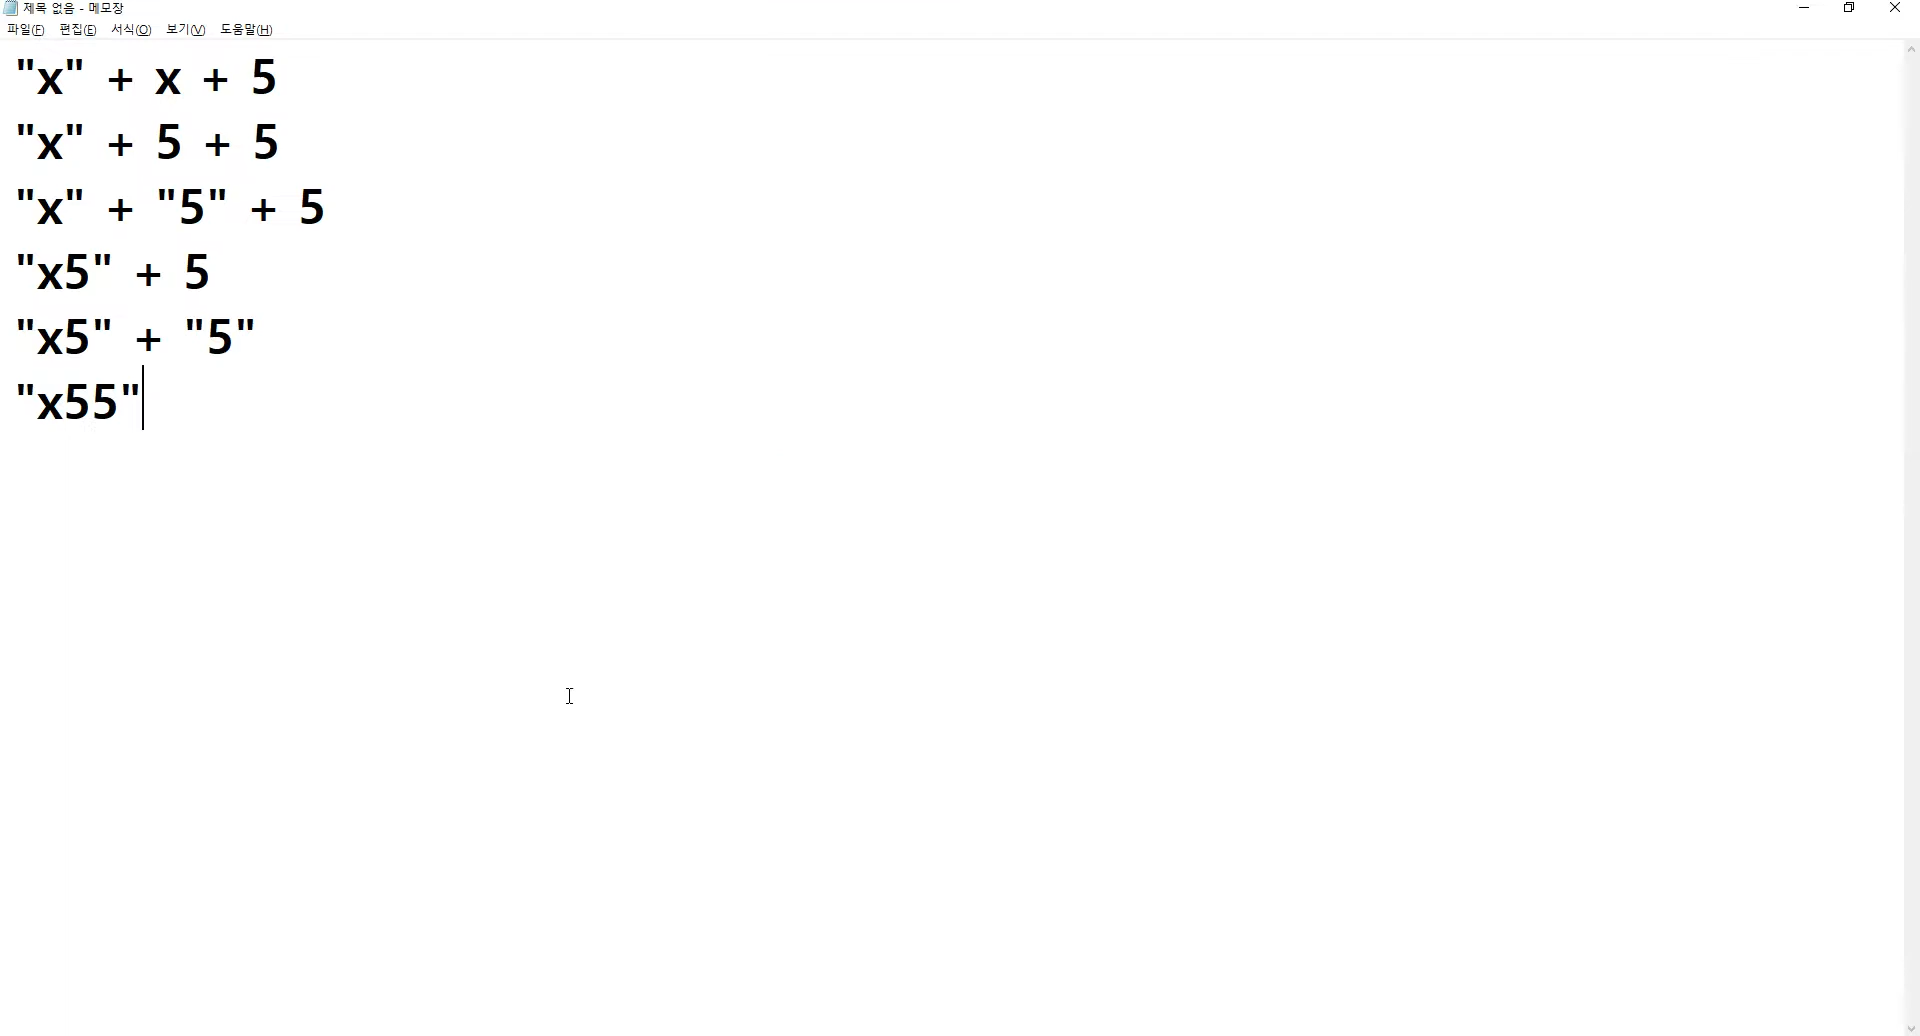 제목 없음 - 메모장
파일(F) 편집(E) 서식(O) 보기(V) 도움말(H)
"x" + x + 5
"x" + 5 + 5
"x" + "5" + 5
"x5" + 5
"x5" + "5"
"x55"